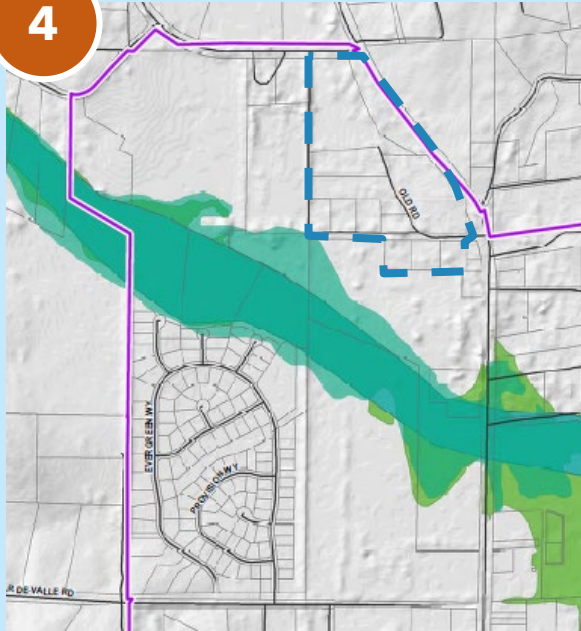 4
OLD RD
EVERGREEN WY
PROVISION WY
R DE VALLE RD